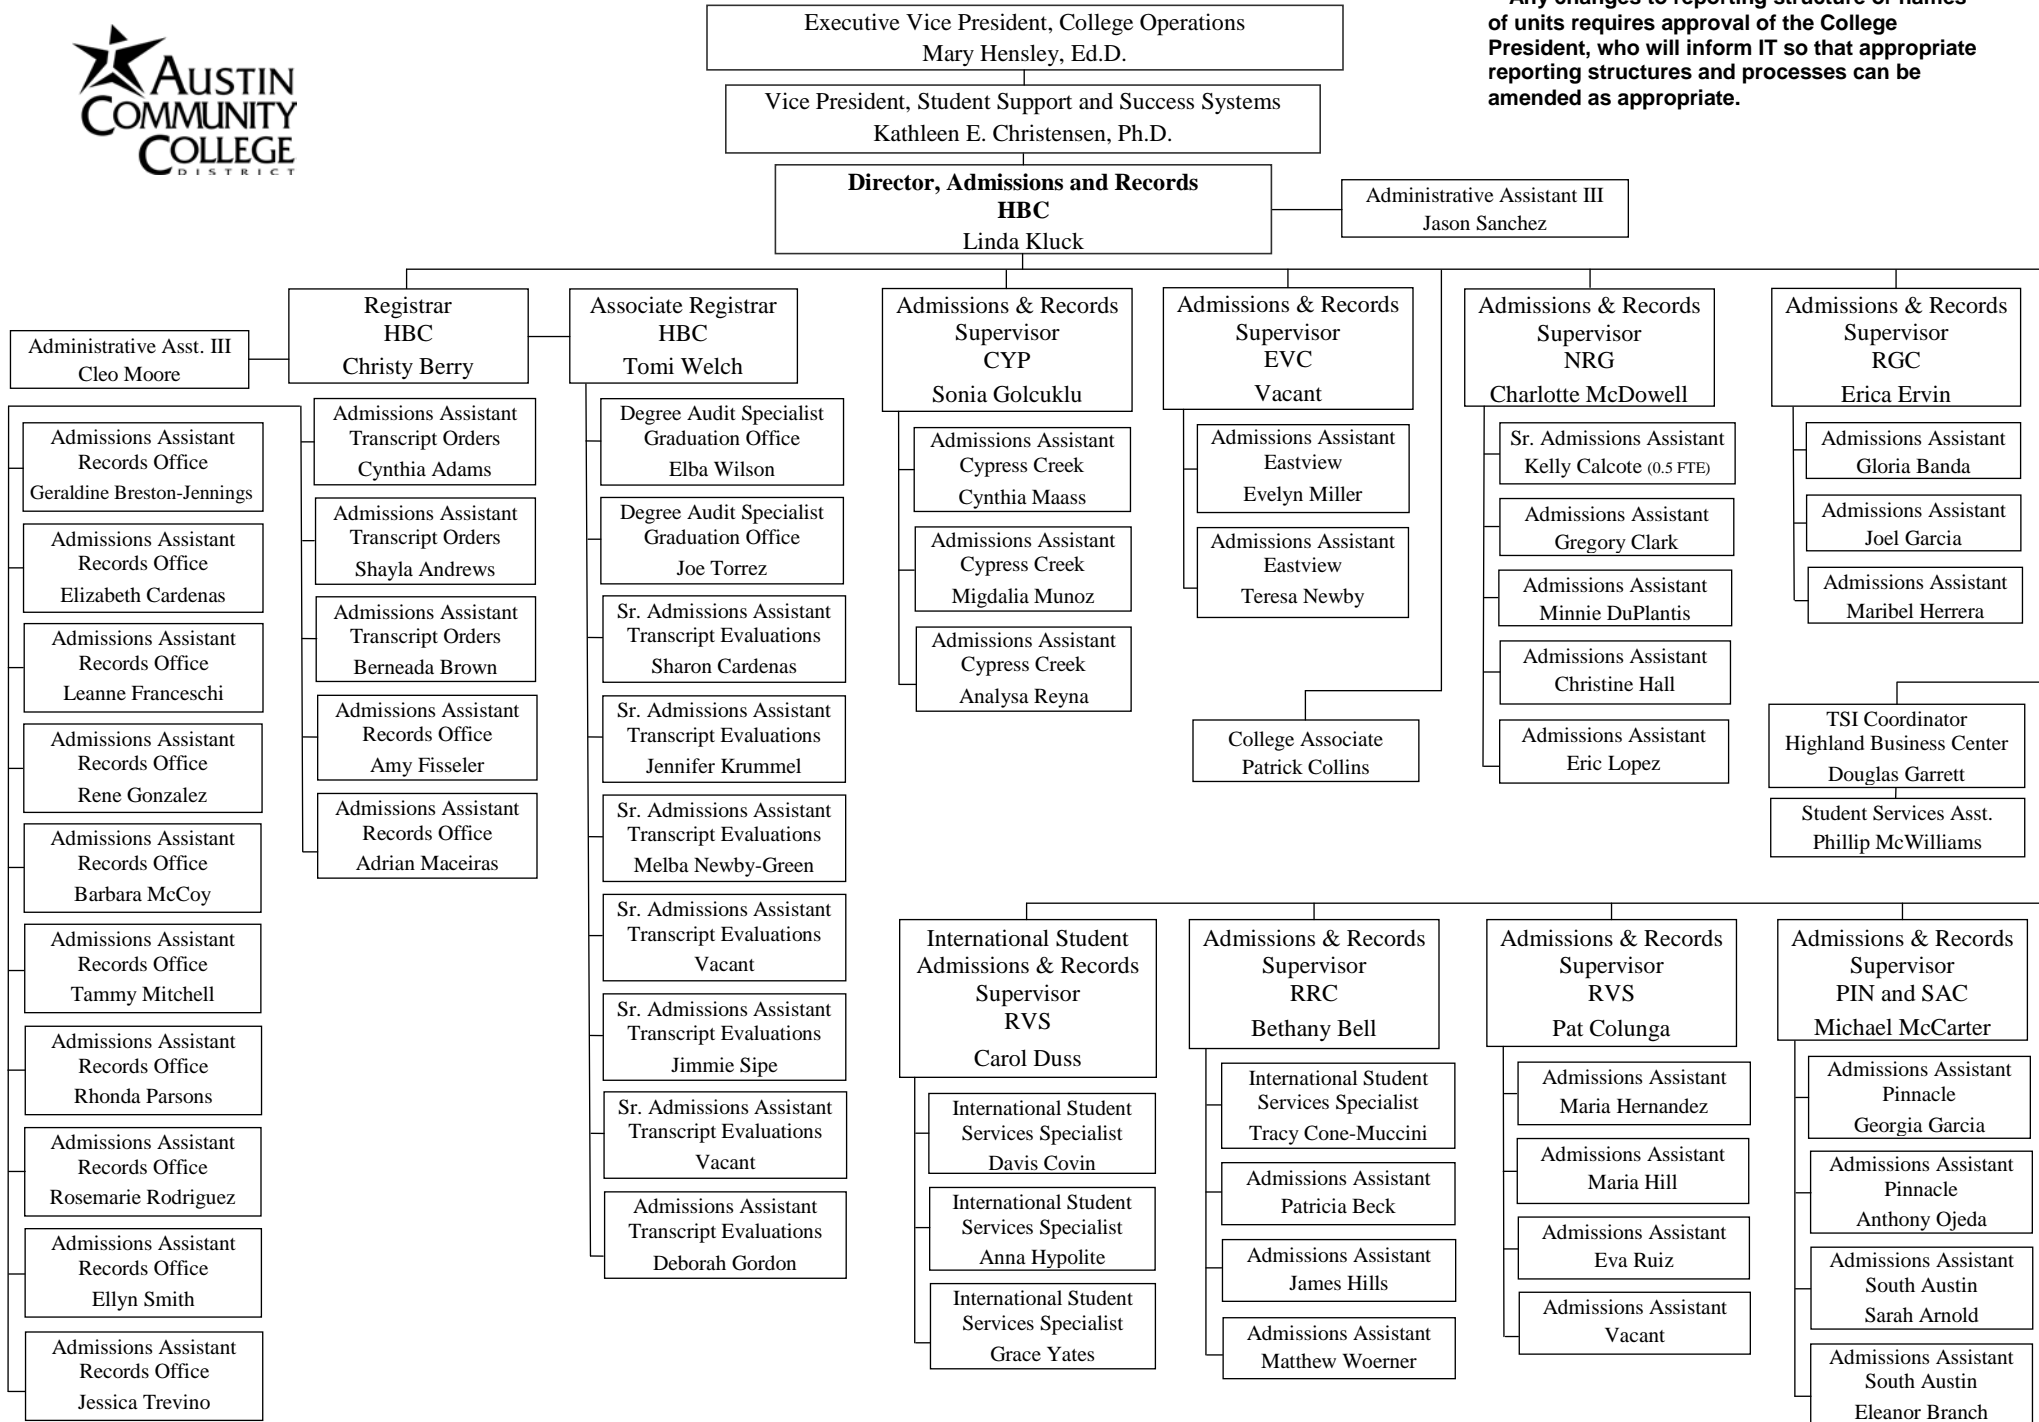 AUSTIN
COMMUNITY
COLLEGE
DISTRICT
Any changes to reporting structure or names
of units requires approval of the College
President, who will inform IT so that appropriate
reporting structures and processes can be
amended as appropriate.
Executive Vice President, College Operations
Mary Hensley, Ed.D.
Vice President, Student Support and Success Systems
Kathleen E. Christensen, Ph.D.
Director, Admissions and Records
HBC
Linda Kluck
Administrative Assistant III
Jason Sanchez
Administrative Asst. III
Cleo Moore
Registrar
HBC
Christy Berry
Associate Registrar
HBC
Tomi Welch
Admissions & Records
Supervisor
CYP
Sonia Golcuklu
Admissions & Records
Supervisor
EVC
Vacant
Admissions & Records
Supervisor
NRG
Charlotte McDowell
Admissions & Records
Supervisor
RGC
Erica Ervin
Admissions Assistant
Records Office
Geraldine Breston-Jennings
Admissions Assistant
Records Office
Elizabeth Cardenas
Admissions Assistant
Records Office
Leanne Franceschi
Admissions Assistant
Records Office
Rene Gonzalez
Admissions Assistant
Records Office
Barbara McCoy
Admissions Assistant
Records Office
Tammy Mitchell
Admissions Assistant
Records Office
Rhonda Parsons
Admissions Assistant
Records Office
Rosemarie Rodriguez
Admissions Assistant
Records Office
Ellyn Smith
Admissions Assistant
Records Office
Jessica Trevino
Admissions Assistant
Transcript Orders
Cynthia Adams
Admissions Assistant
Transcript Orders
Shayla Andrews
Admissions Assistant
Transcript Orders
Berneada Brown
Admissions Assistant
Records Office
Amy Fisseler
Admissions Assistant
Records Office
Adrian Maceiras
Degree Audit Specialist
Graduation Office
Elba Wilson
Degree Audit Specialist
Graduation Office
Joe Torrez
Sr. Admissions Assistant
Transcript Evaluations
Sharon Cardenas
Sr. Admissions Assistant
Transcript Evaluations
Jennifer Krummel
Sr. Admissions Assistant
Transcript Evaluations
Melba Newby-Green
Sr. Admissions Assistant
Transcript Evaluations
Vacant
Sr. Admissions Assistant
Transcript Evaluations
Jimmie Sipe
Sr. Admissions Assistant
Transcript Evaluations
Vacant
Admissions Assistant
Transcript Evaluations
Deborah Gordon
Admissions Assistant
Cypress Creek
Cynthia Maass
Admissions Assistant
Cypress Creek
Migdalia Munoz
Admissions Assistant
Cypress Creek
Analysa Reyna
Admissions Assistant
Eastview
Evelyn Miller
Admissions Assistant
Eastview
Teresa Newby
College Associate
Patrick Collins
Sr. Admissions Assistant
Kelly Calcote (0.5 FTE)
Admissions Assistant
Gregory Clark
Admissions Assistant
Minnie DuPlantis
Admissions Assistant
Christine Hall
Admissions Assistant
Eric Lopez
Admissions Assistant
Gloria Banda
Admissions Assistant
Joel Garcia
Admissions Assistant
Maribel Herrera
TSI Coordinator
Highland Business Center
Douglas Garrett
Student Services Asst.
Phillip McWilliams
International Student
Admissions & Records
Supervisor
RVS
Carol Duss
International Student
Services Specialist
Davis Covin
International Student
Services Specialist
Anna Hypolite
International Student
Services Specialist
Grace Yates
Admissions & Records
Supervisor
RRC
Bethany Bell
International Student
Services Specialist
Tracy Cone-Muccini
Admissions Assistant
Patricia Beck
Admissions Assistant
James Hills
Admissions Assistant
Matthew Woerner
Admissions & Records
Supervisor
RVS
Pat Colunga
Admissions Assistant
Maria Hernandez
Admissions Assistant
Maria Hill
Admissions Assistant
Eva Ruiz
Admissions Assistant
Vacant
Admissions & Records
Supervisor
PIN and SAC
Michael McCarter
Admissions Assistant
Pinnacle
Georgia Garcia
Admissions Assistant
Pinnacle
Anthony Ojeda
Admissions Assistant
South Austin
Sarah Arnold
Admissions Assistant
South Austin
Eleanor Branch